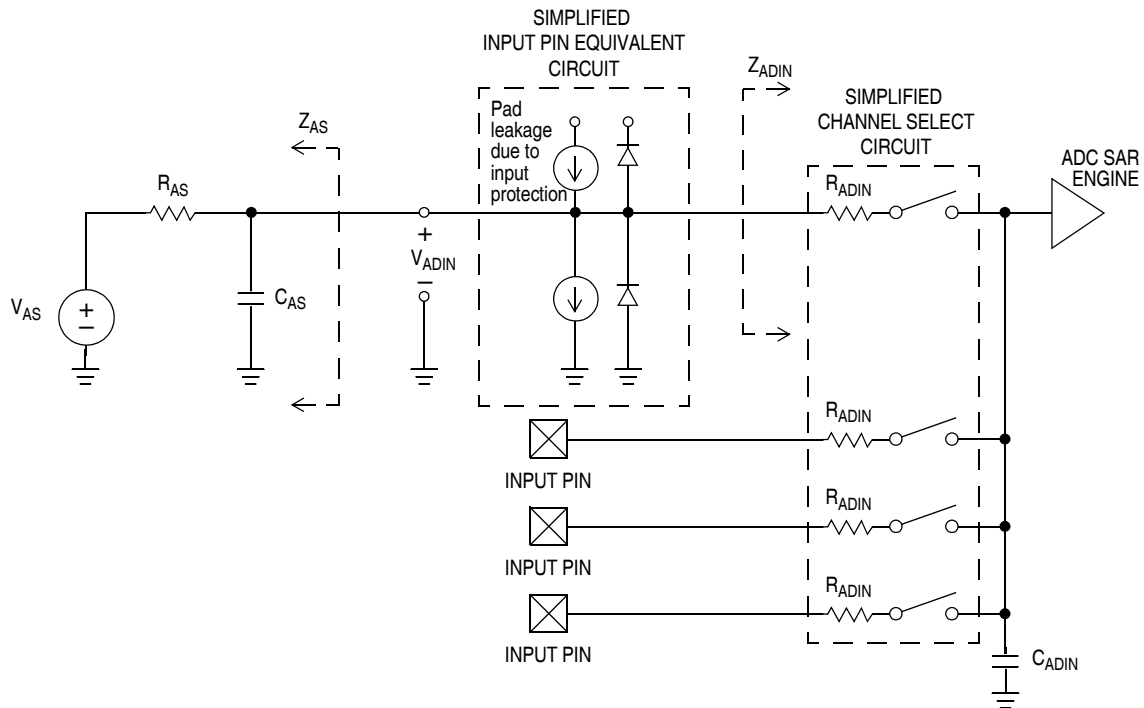 SIMPLIFIED
INPUT PIN EQUIVALENT
CIRCUIT
Pad
leakage
due to
input
protection
Z_ADIN
SIMPLIFIED
CHANNEL SELECT
CIRCUIT
ADC SAR
ENGINE
Z_AS
R_AS
R_ADIN
+
V_ADIN
–
V_AS
+
–
C_AS
R_ADIN
INPUT PIN
R_ADIN
INPUT PIN
R_ADIN
INPUT PIN
C_ADIN